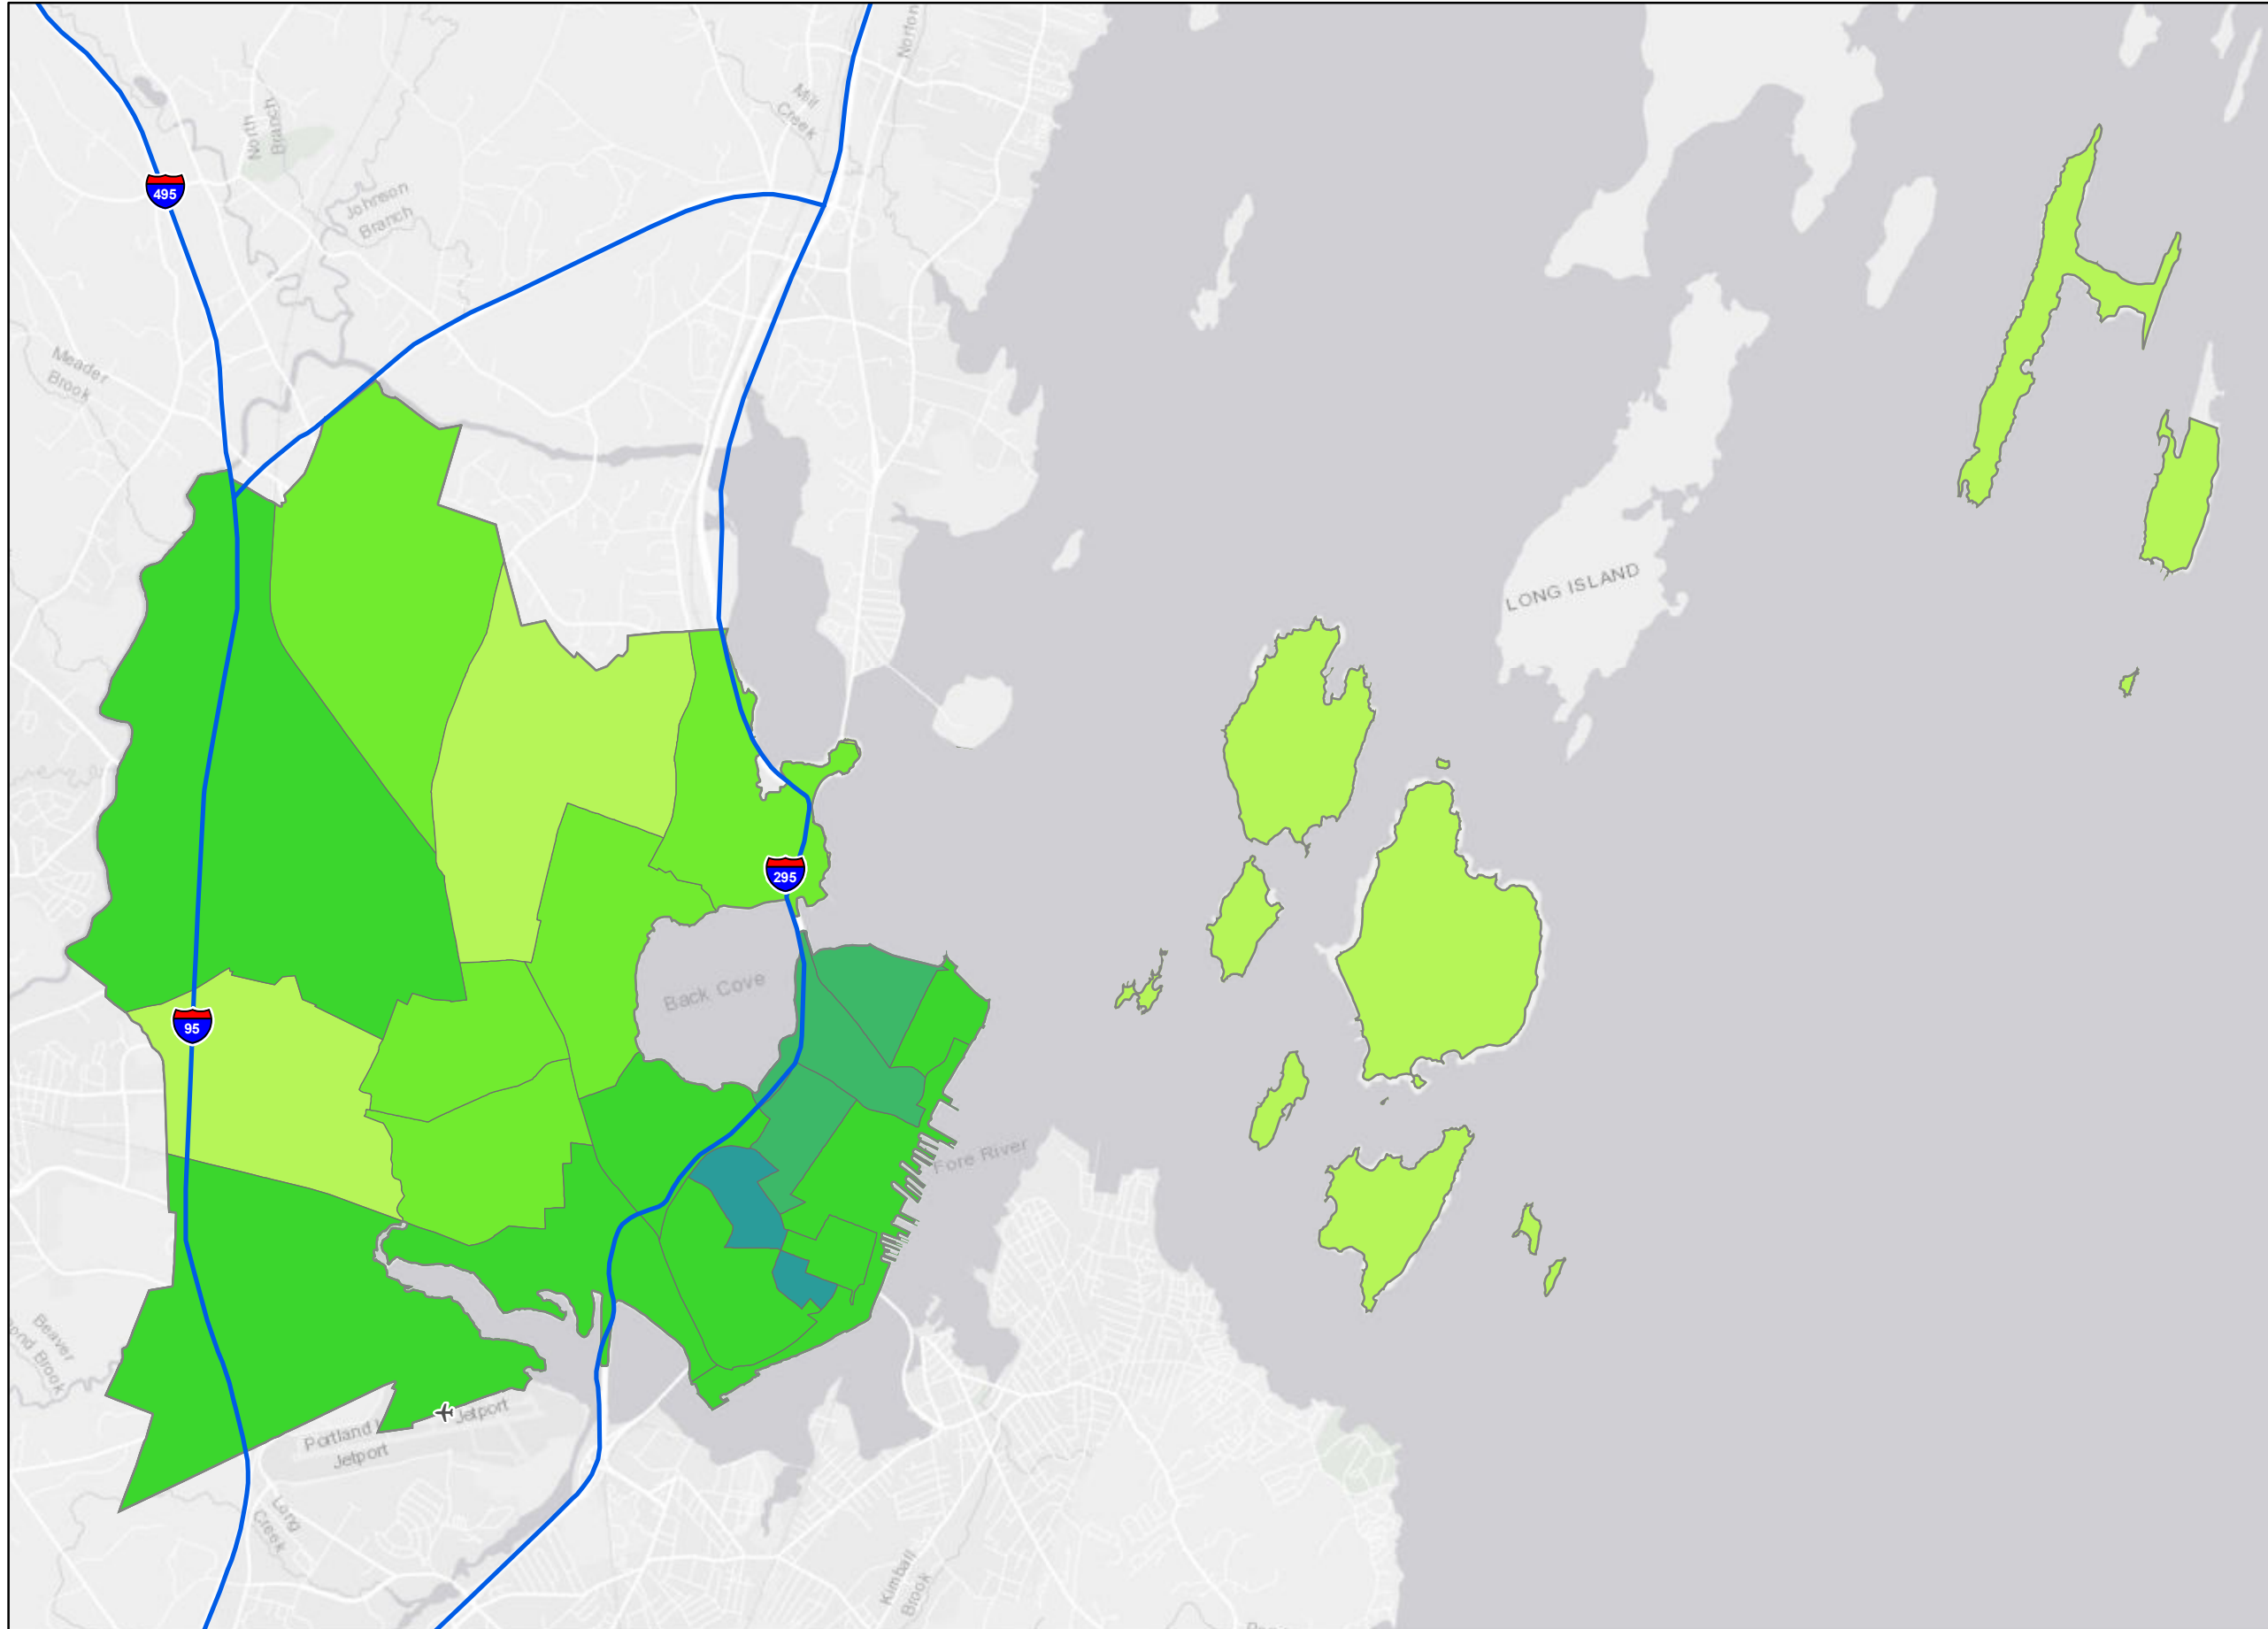 Norton
Mill
Creek
North
Branch
495
Johnson
Branch
Meader
Brook
LONG ISLAND
295
Back Cove
95
Fore River
Beaver
ond Brook
Portland I
Jetport
Jetport
Long
Creek
Kimball
Brook